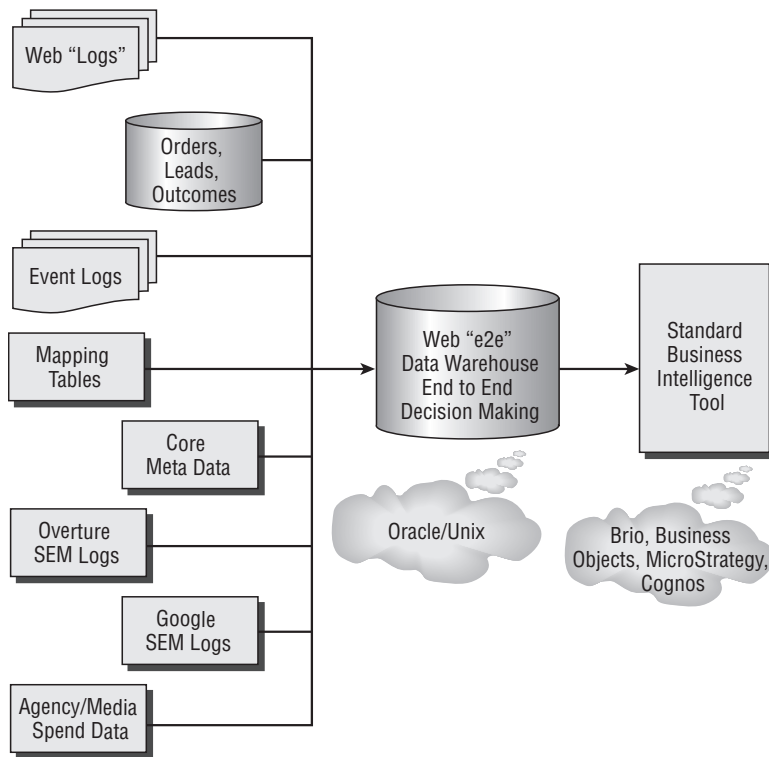 Web “Logs”
Orders,
Leads,
Outcomes
Event Logs
Mapping
Tables
Core
Meta Data
Overture
SEM Logs
Google
SEM Logs
Agency/Media
Spend Data
Web “e2e”
Data Warehouse
End to End
Decision Making
Oracle/Unix
Standard
Business
Intelligence
Tool
Brio, Business
Objects, MicroStrategy,
Cognos